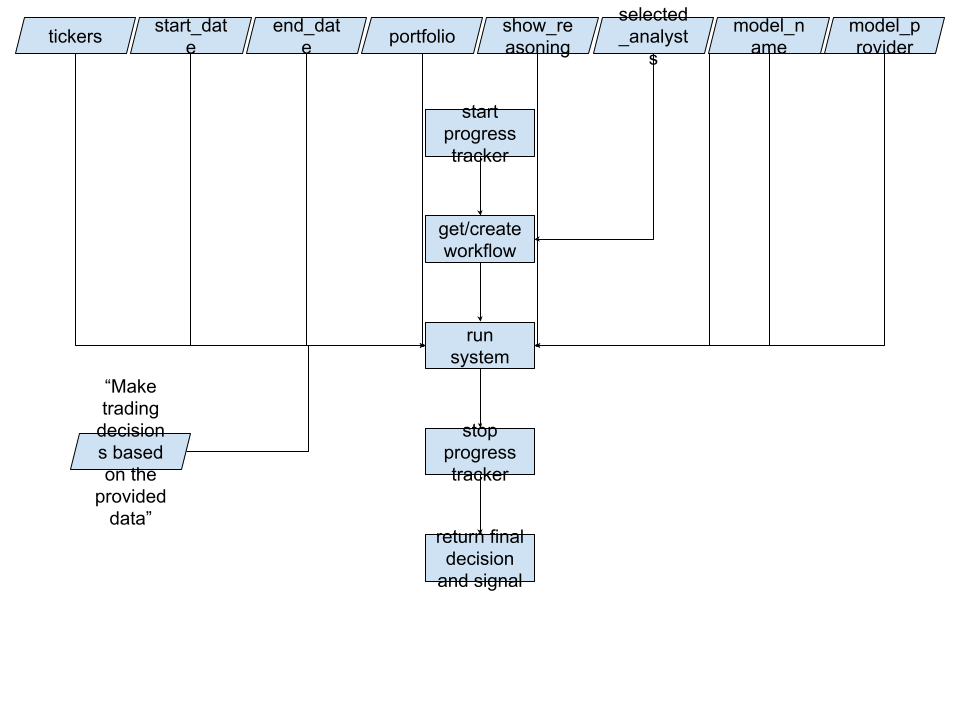 tickers
start_dat
e
end_dat
e
portfolio
show_re
asoning
selected
_analyst
s
model_n
ame
model_p
rovider
start
progress
tracker
get/create
workflow
run
system
“Make
trading
decision
s based
on the
provided
data”
stop
progress
tracker
return final
decision
and signal